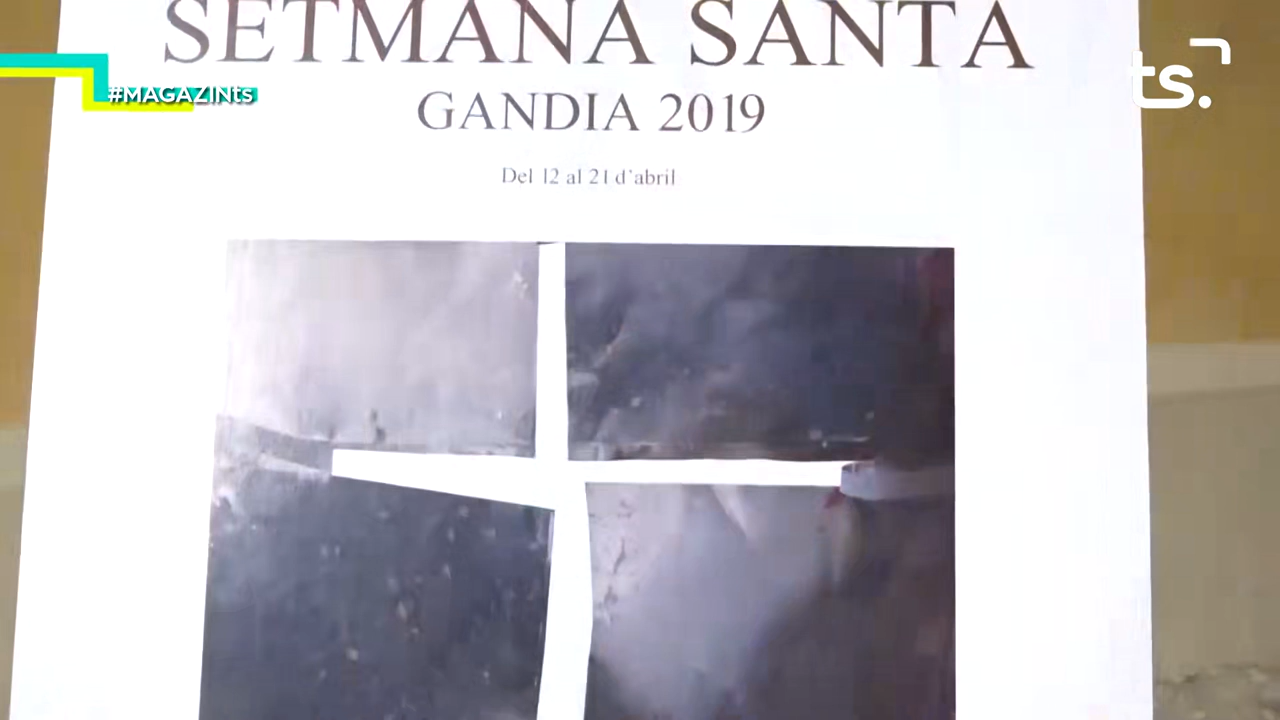 SETMANA SANTA
GANDIA 2019
Del 12 al 21 d'abril
#MAGAZINts
ts.